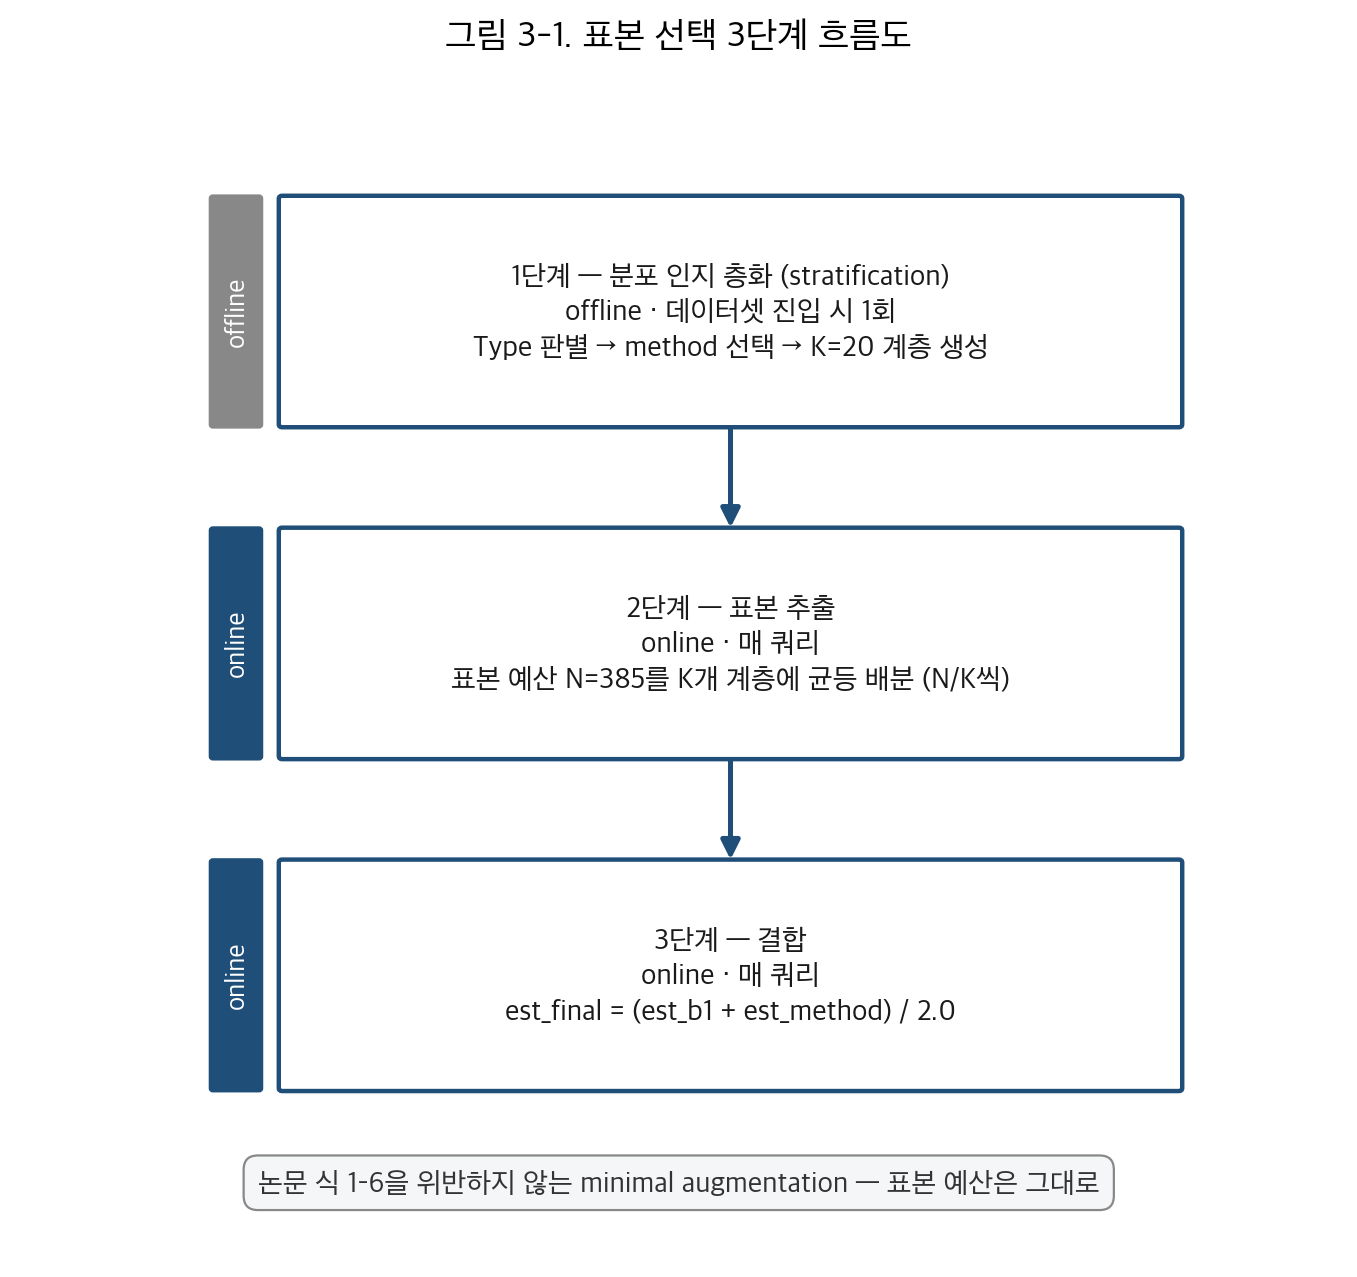 그림 3-1. 표본 선택 3단계 흐름도
offline
1단계 — 분포 인지 층화 (stratification)
offline · 데이터셋 진입 시 1회
Type 판별 → method 선택 → K=20 계층 생성
online
2단계 — 표본 추출
online · 매 쿼리
표본 예산 N=385를 K개 계층에 균등 배분 (N/K씩)
online
3단계 — 결합
online · 매 쿼리
est_final = (est_b1 + est_method) / 2.0
논문 식 1-6을 위반하지 않는 minimal augmentation — 표본 예산은 그대로